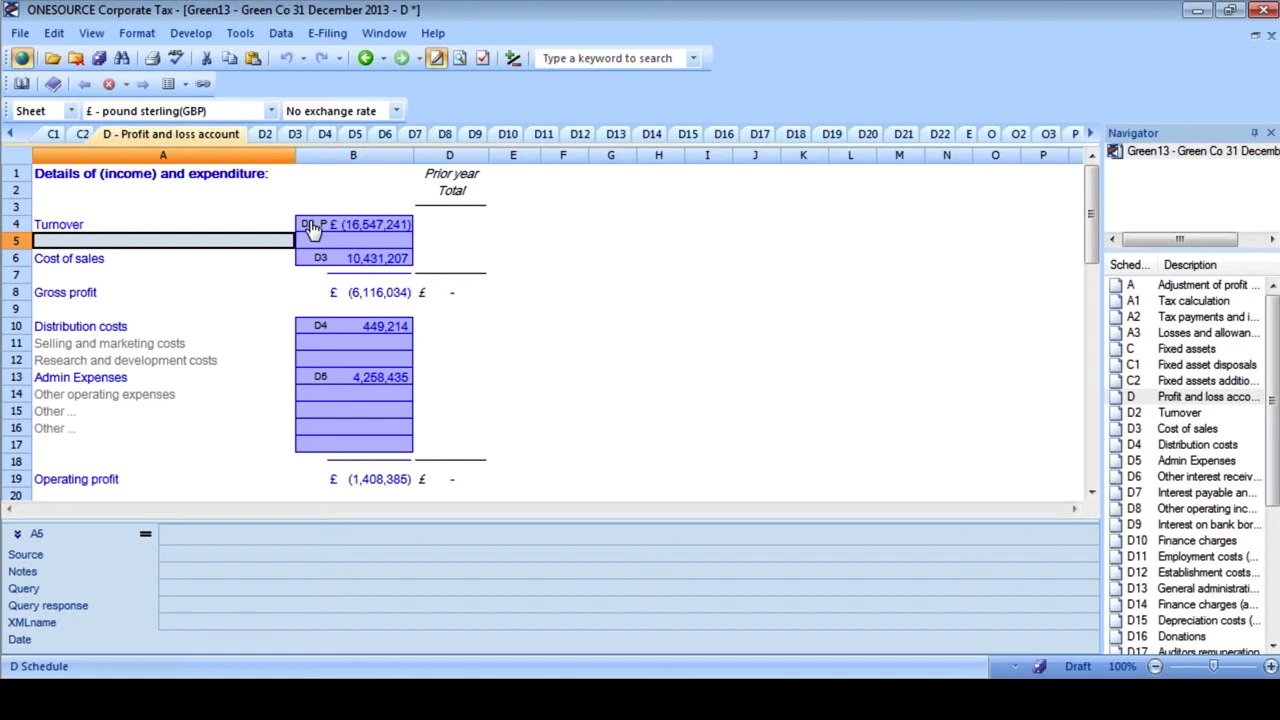 ONESOURCE Corporate Tax - [Green13 - Green Co 31 December 2013 - D *]
File Edit View Format Develop Tools Data E-Filing Window Help
Type a keyword to search
Sheet £ - pound sterling(GBP) No exchange rate
C1 C2 D - Profit and loss account D2 D3 D4 D5 D6 D7 D8 D9 D10 D11 D12 D13 D14 D15 D16 D17 D18 D19 D20 D21 D22 E O O2 O3 P
A B D E F G H I J K L M N O P
1 Details of (income) and expenditure: Prior year
2 Total
3
4 Turnover P £ (16,547,241)
5
6 Cost of sales D3 10,431,207
7
8 Gross profit £ (6,116,034) £ -
9
10 Distribution costs D4 449,214
11 Selling and marketing costs
12 Research and development costs
13 Admin Expenses D5 4,258,435
14 Other operating expenses
15 Other ...
16 Other ...
17
18
19 Operating profit £ (1,408,385) £ -
20
A5 =
Source
Notes
Query
Query response
XMLname
Date
D Schedule Draft 100%
Navigator
Green13 - Green Co 31 Decemb
Sched... Description
A Adjustment of profit ...
A1 Tax calculation
A2 Tax payments and i...
A3 Losses and allowan...
C Fixed assets
C1 Fixed asset disposals
C2 Fixed assets additio...
D Profit and loss acco...
D2 Turnover
D3 Cost of sales
D4 Distribution costs
D5 Admin Expenses
D6 Other interest receiv...
D7 Interest payable an...
D8 Other operating inc...
D9 Interest on bank bor...
D10 Finance charges
D11 Employment costs (...
D12 Establishment costs...
D13 General administrati...
D14 Finance charges (a...
D15 Depreciation costs (...
D16 Donations
D17 Auditors remuneration